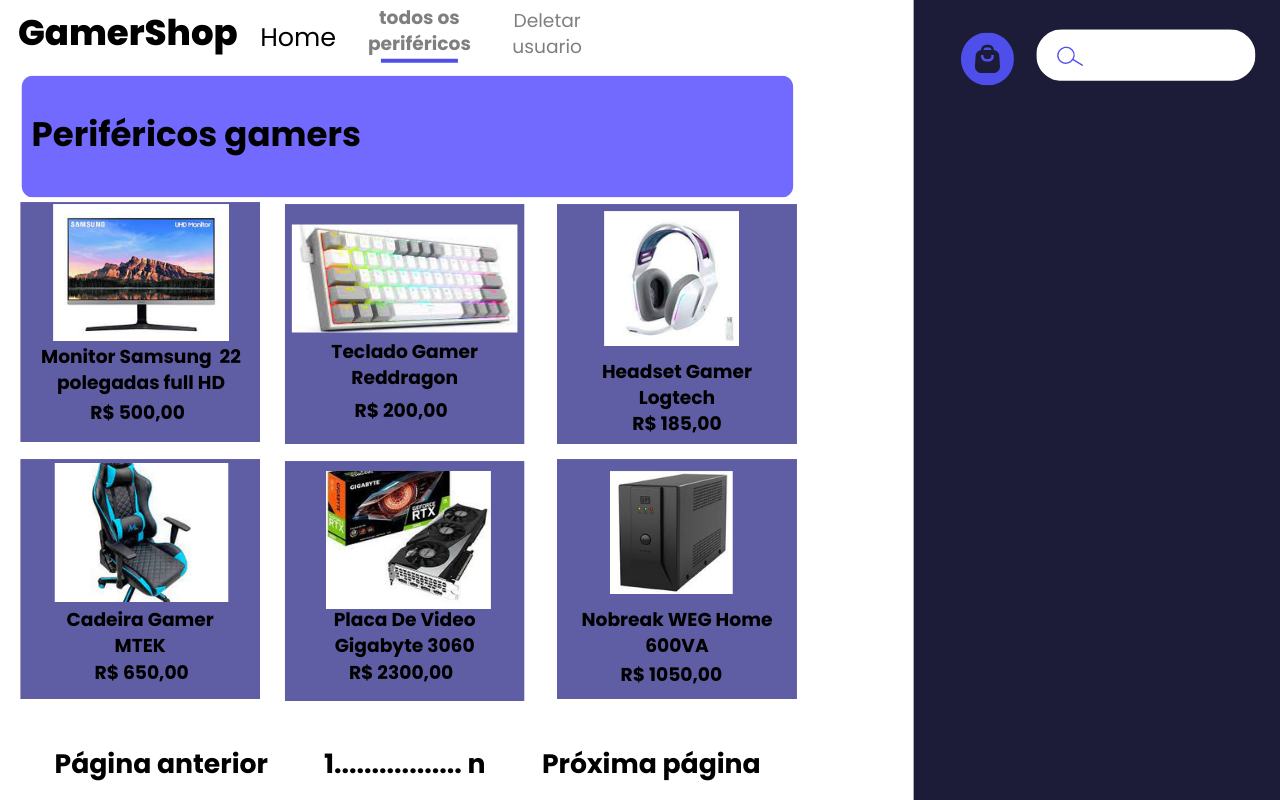 GamerShop
Home
todos os
periféricos
Deletar
usuario
Periféricos gamers
SAMSUNG
UHD Monitor
Monitor Samsung 22
polegadas full HD
R$ 500,00
Teclado Gamer
Reddragon
R$ 200,00
Headset Gamer
Logtech
R$ 185,00
Cadeira Gamer
MTEK
R$ 650,00
GIGABYTE
GEFORCE
RTX
RTX
Placa De Video
Gigabyte 3060
R$ 2300,00
Nobreak WEG Home
600VA
R$ 1050,00
Página anterior
1................. n
Próxima página